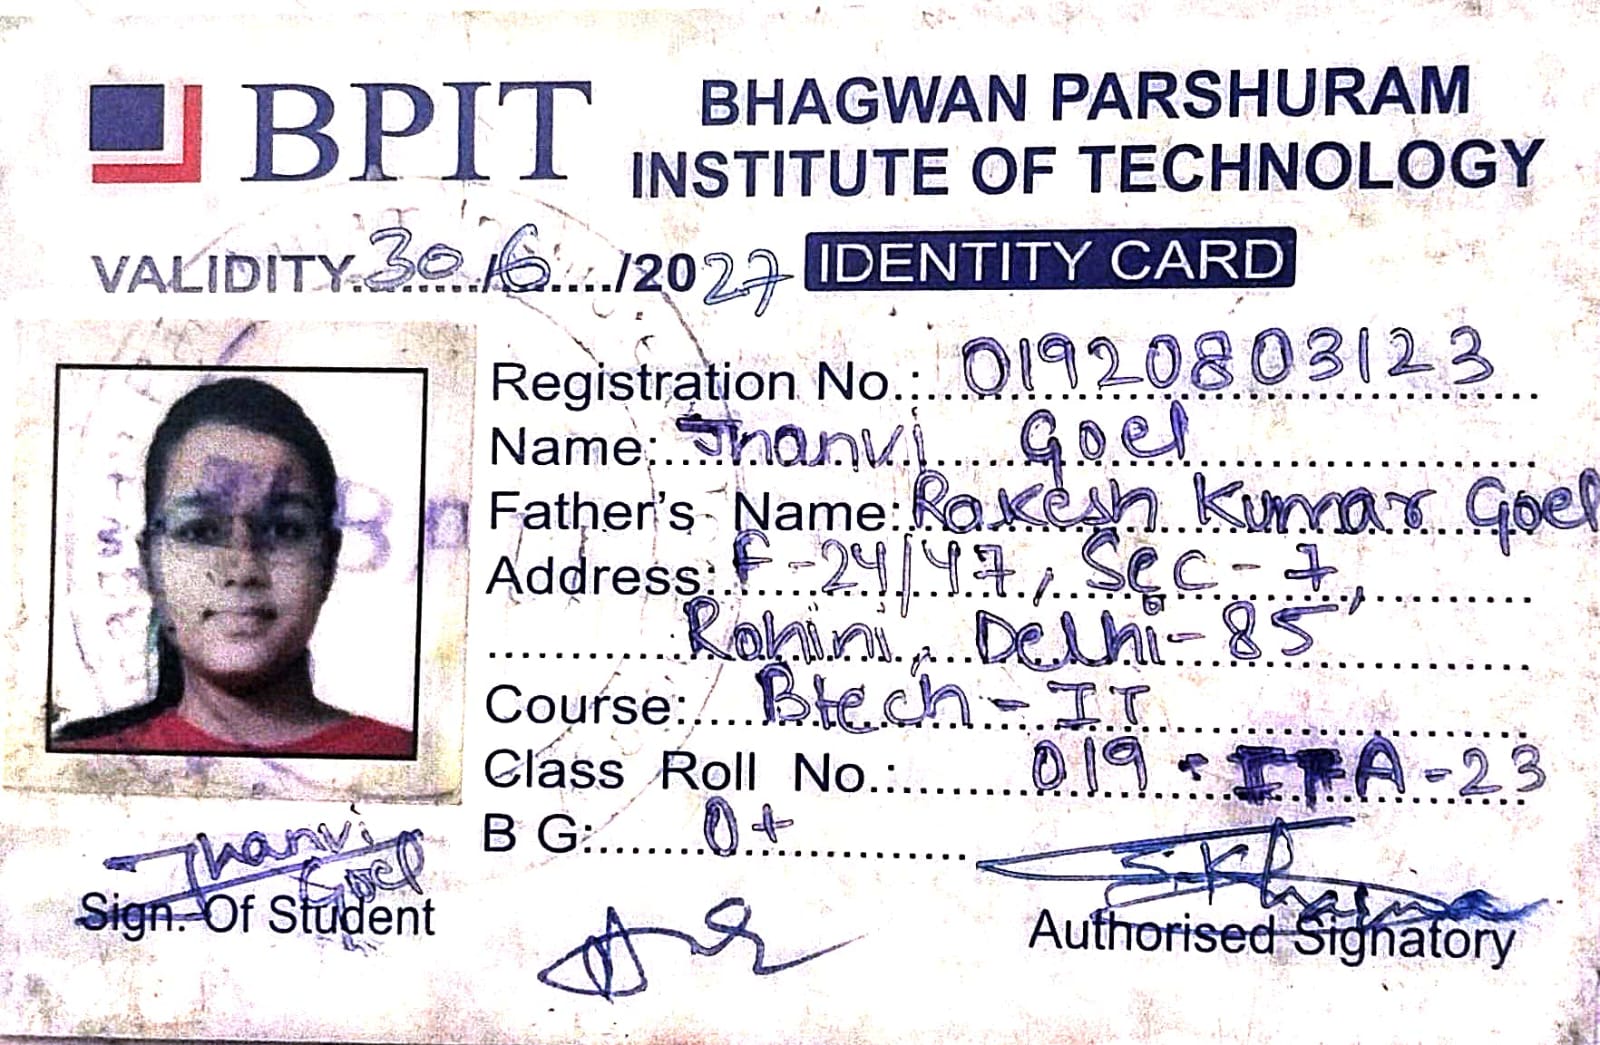 BPIT
BHAGWAN PARSHURAM
INSTITUTE OF TECHNOLOGY
VALIDITY 30/6/2027 IDENTITY CARD
Registration No.: 01920803123
Name: Jhanvi Goel
Father's Name: Rakesh Kumar Goel
Address: F-24/47, Sec-7,
Rohini, Delhi-85
Course: Btech-IT
Class Roll No.: 019-ITA-23
B G: O+
Jhanvi
Goel
Sign. Of Student
Authorised Signatory